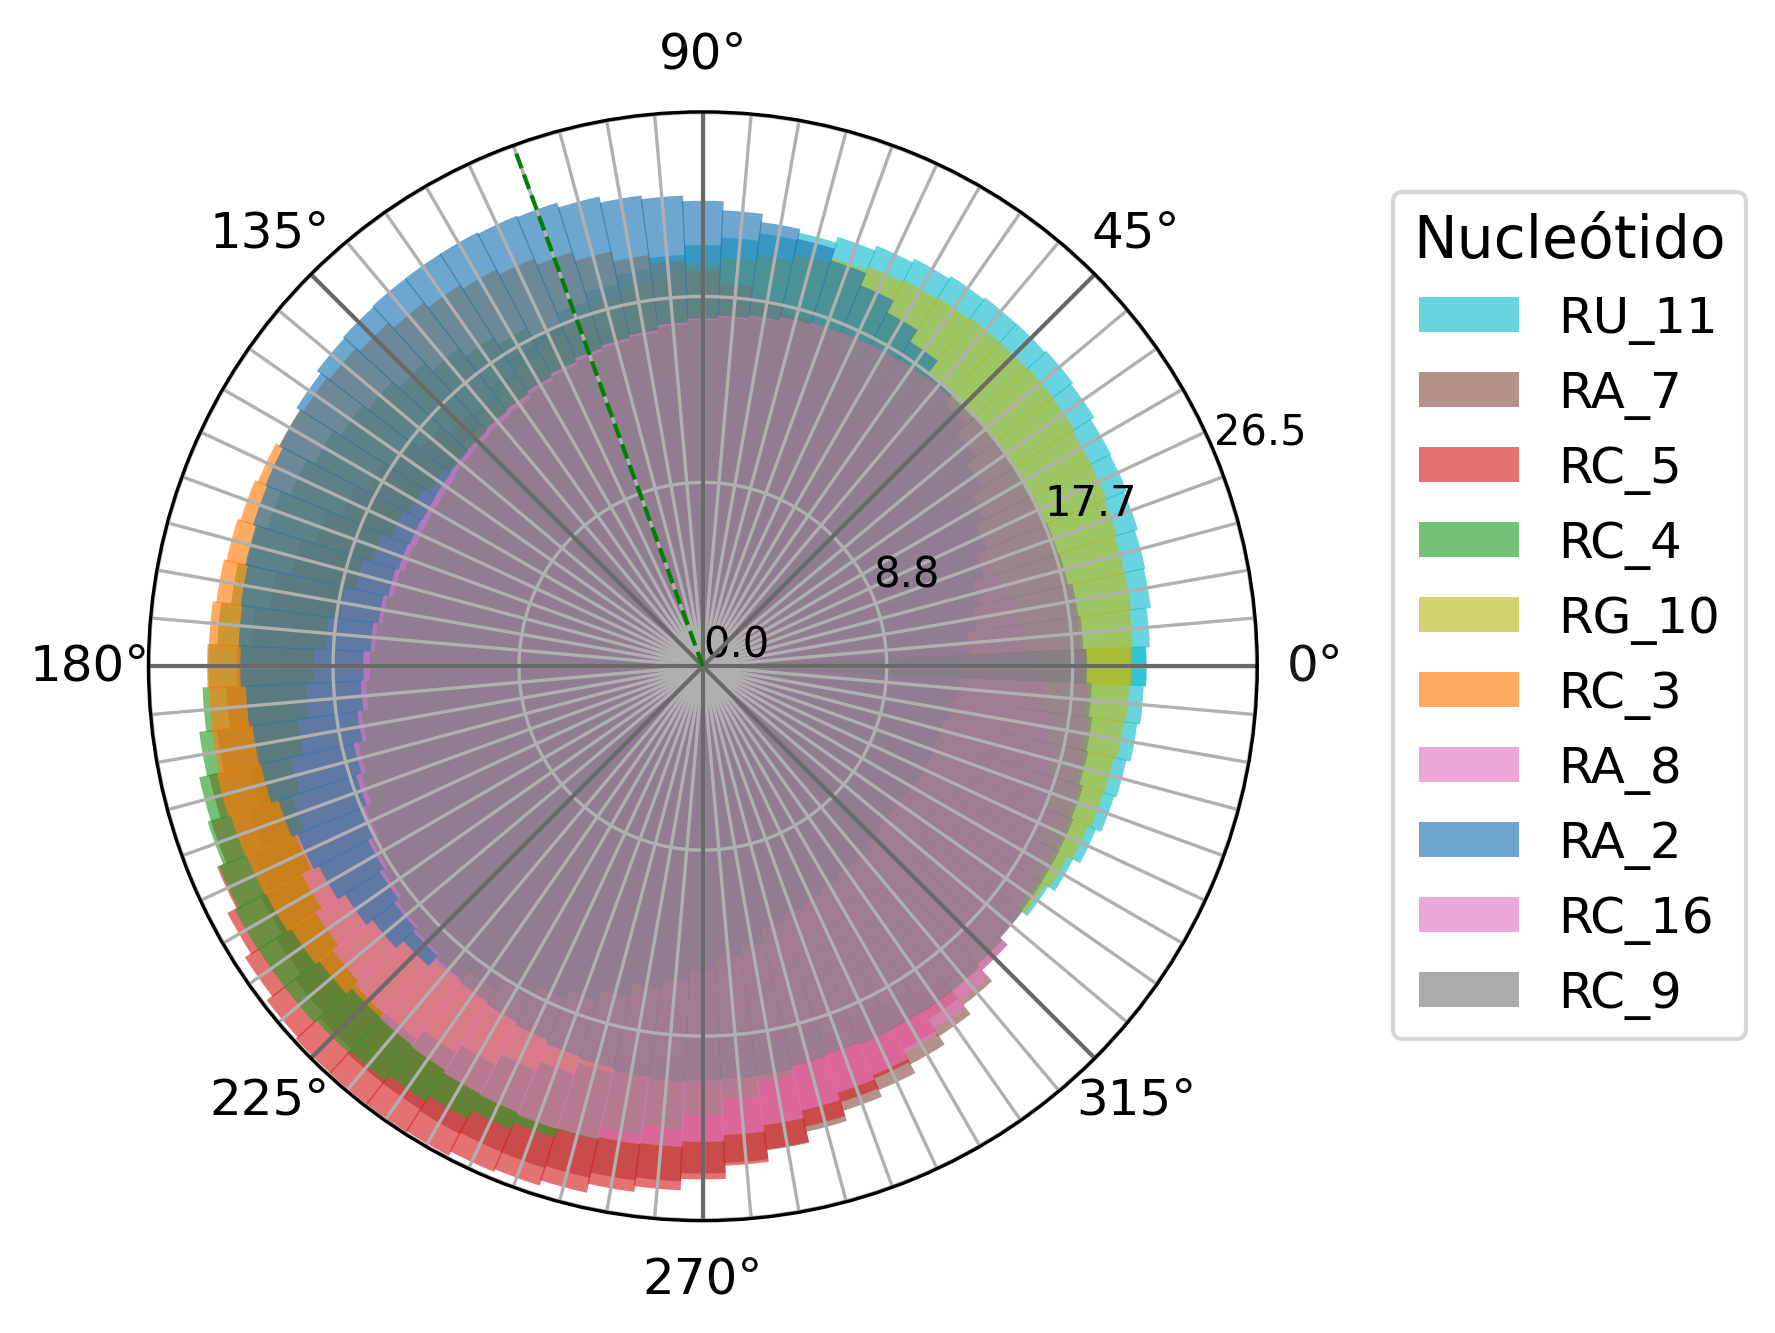 90°
135°
45°
26.5
17.7
8.8
0.0
180°
0°
225°
315°
270°
Nucleótido
RU_11
RA_7
RC_5
RC_4
RG_10
RC_3
RA_8
RA_2
RC_16
RC_9